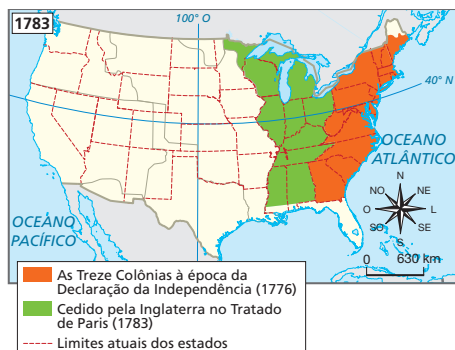 1783
100° O
40° N
OCEANO
ATLÂNTICO
N
NO
NE
O
L
SO
SE
S
OCEANO
PACÍFICO
0
630 km
As Treze Colônias à época da
Declaração da Independência (1776)
Cedido pela Inglaterra no Tratado
de Paris (1783)
Limites atuais dos estados